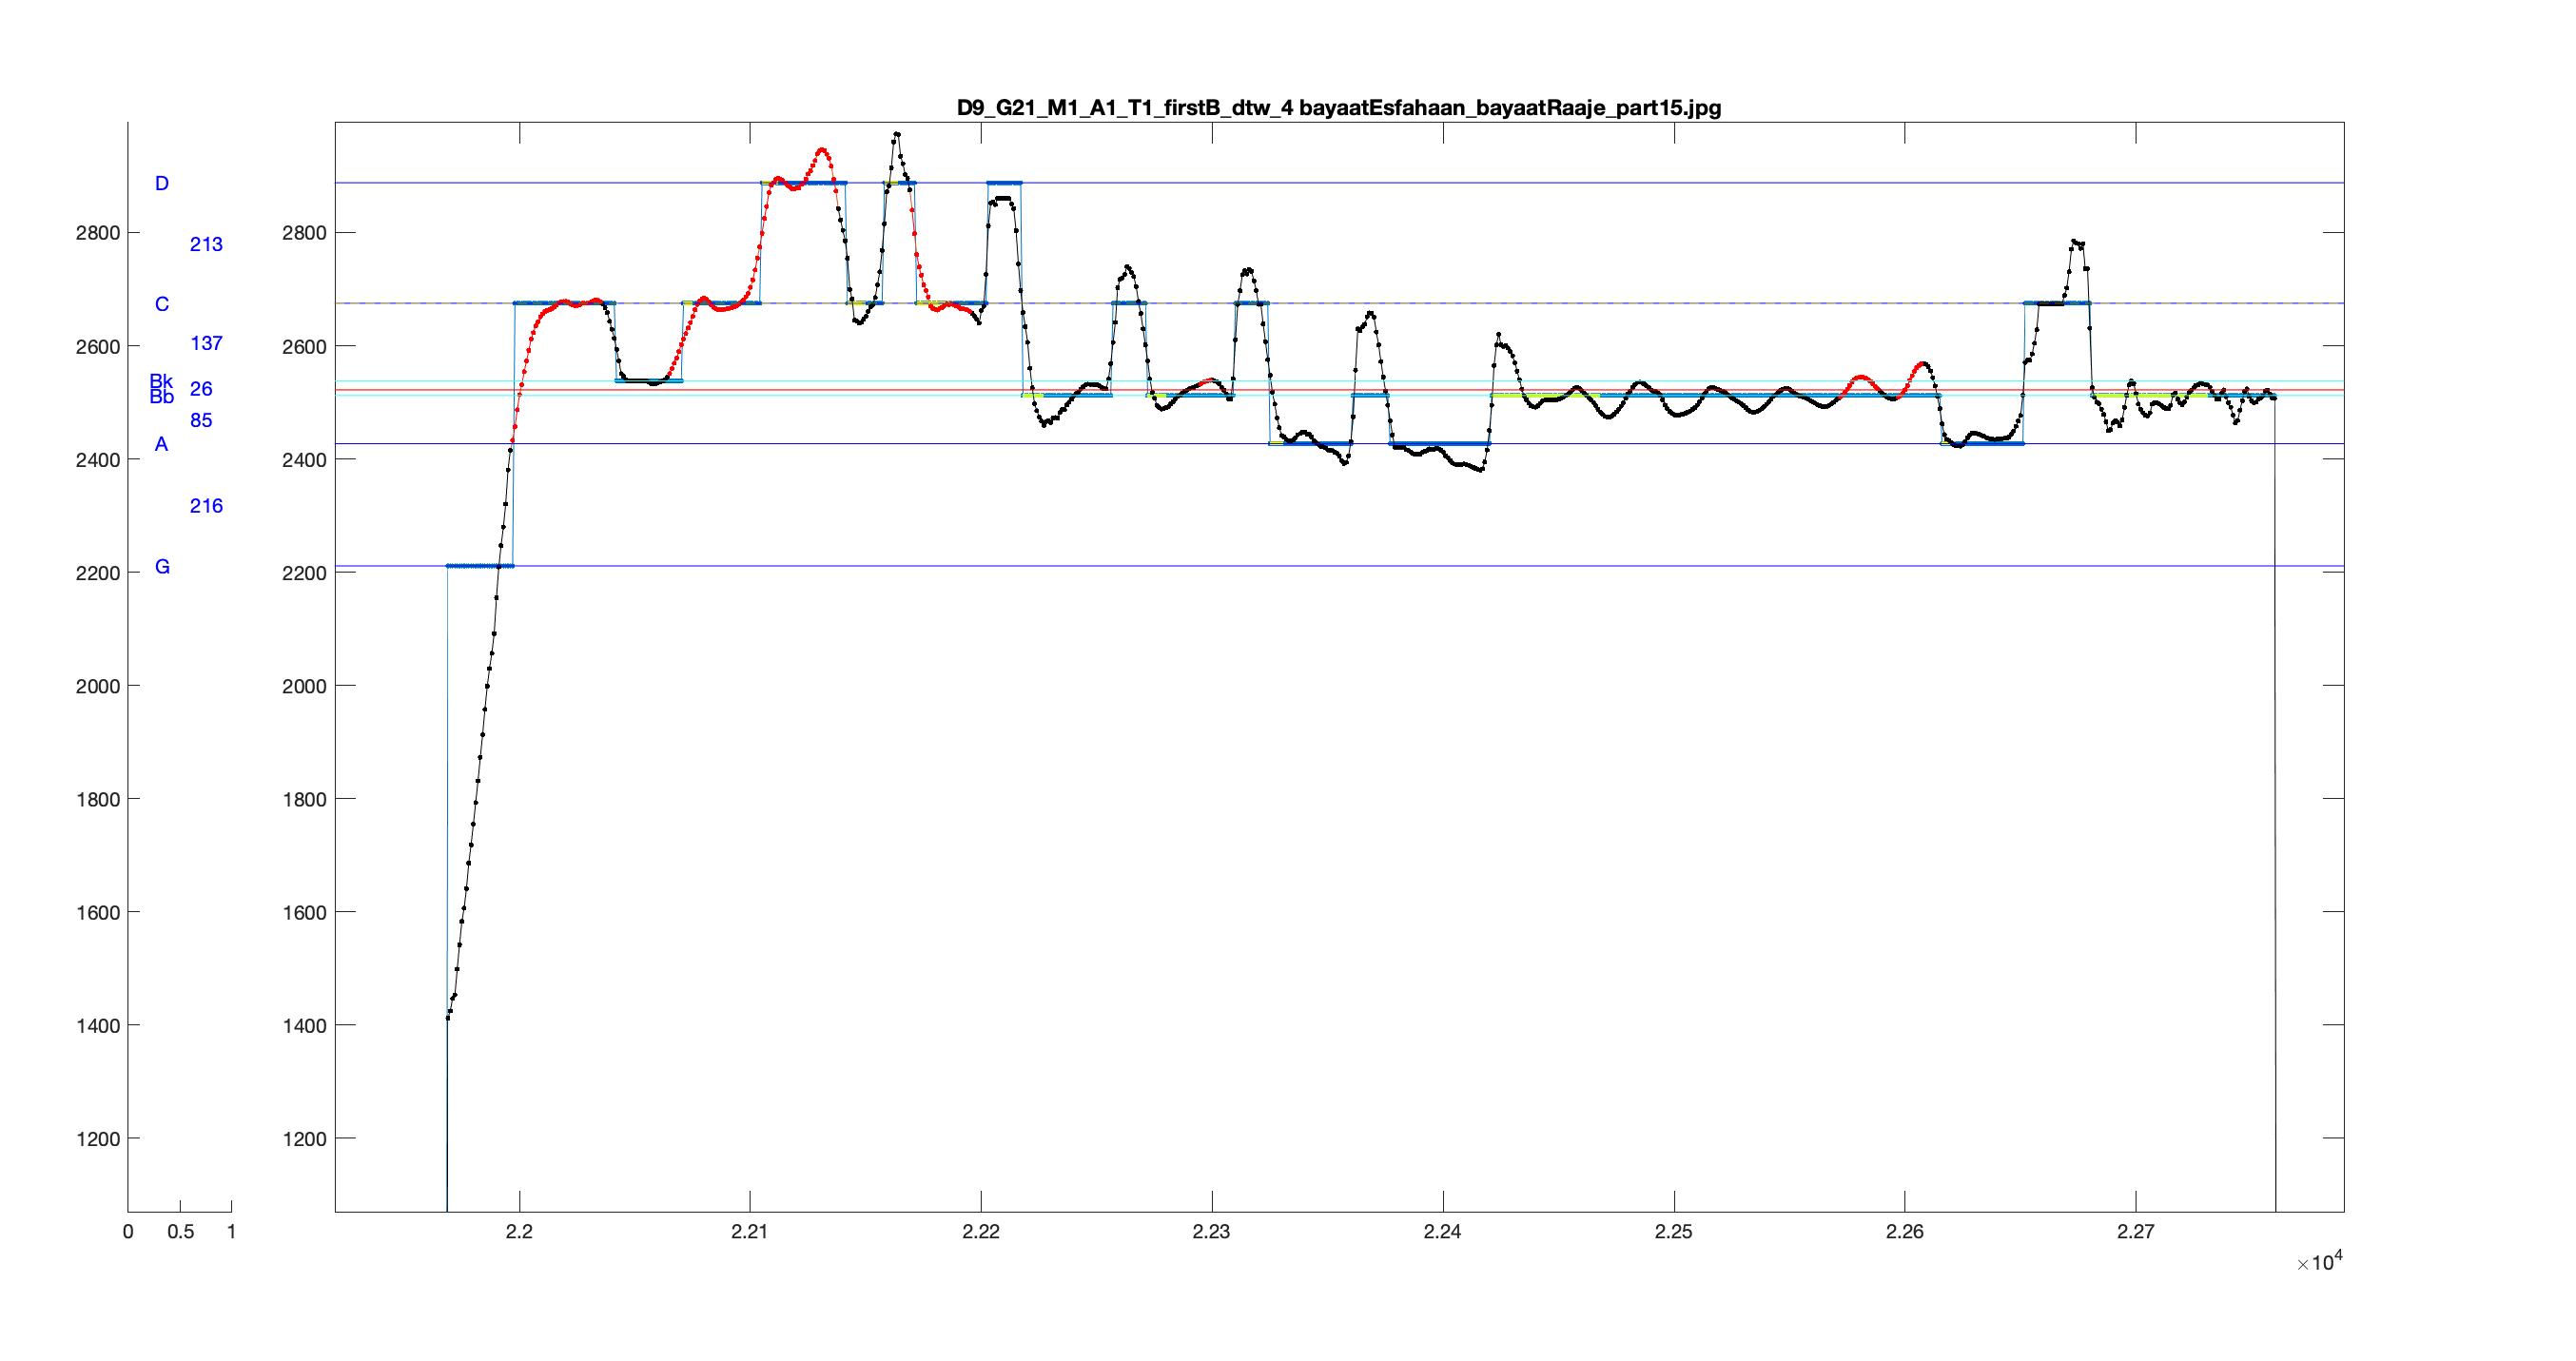 D9_G21_M1_A1_T1_firstB_dtw_4 bayaatEsfahaan_bayaatRaaje_part15.jpg
D
2800 2800
213
C
137
2600 2600
Bk
26
Bb
85
A
2400 2400
216
G
2200 2200
2000 2000
1800 1800
1600 1600
1400 1400
1200 1200
0 0.5 1 2.2 2.21 2.22 2.23 2.24 2.25 2.26 2.27
×10⁴